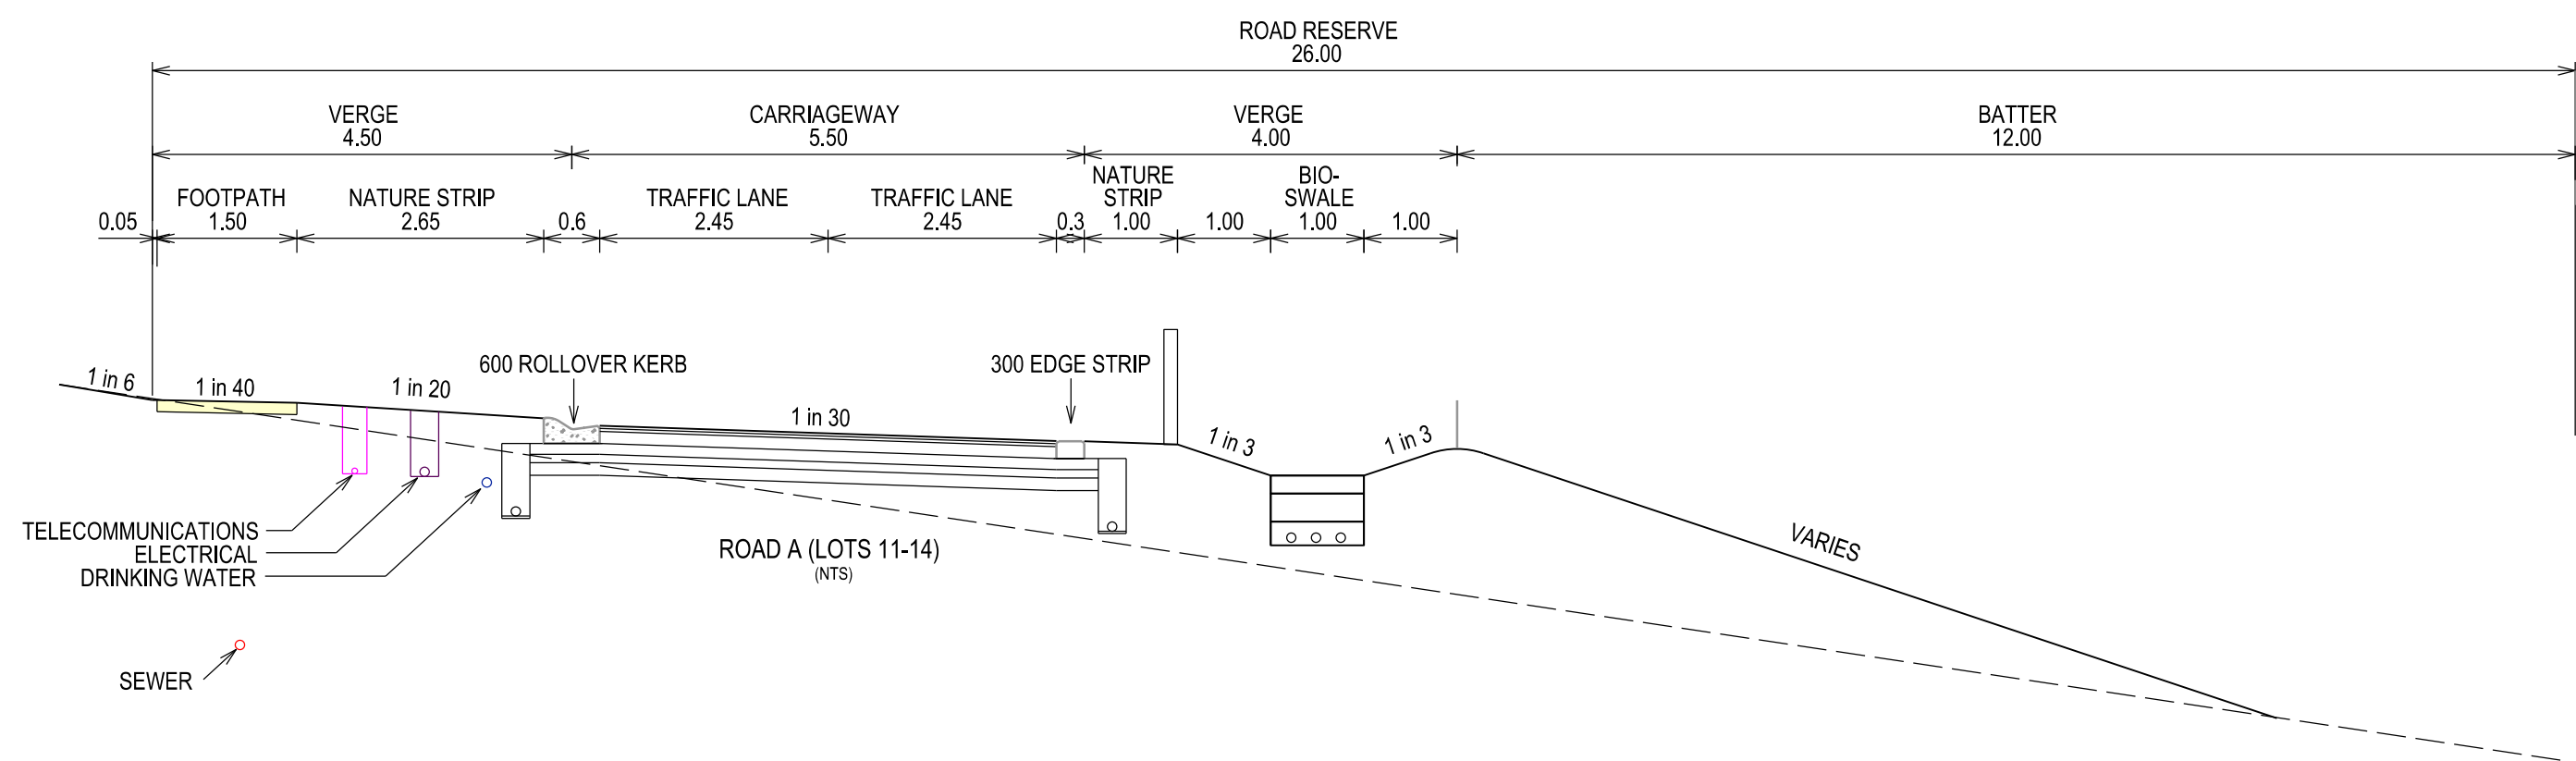 ROAD RESERVE
26.00
VERGE
4.50
CARRIAGEWAY
5.50
VERGE
4.00
BATTER
12.00
0.05
FOOTPATH
1.50
NATURE STRIP
2.65
0.6
TRAFFIC LANE
2.45
TRAFFIC LANE
2.45
0.3
NATURE
STRIP
1.00
1.00
BIO-
SWALE
1.00
1.00
600 ROLLOVER KERB
300 EDGE STRIP
1 in 6
1 in 40
1 in 20
1 in 30
1 in 3
1 in 3
VARIES
TELECOMMUNICATIONS
ELECTRICAL
DRINKING WATER
SEWER
ROAD A (LOTS 11-14)
(NTS)